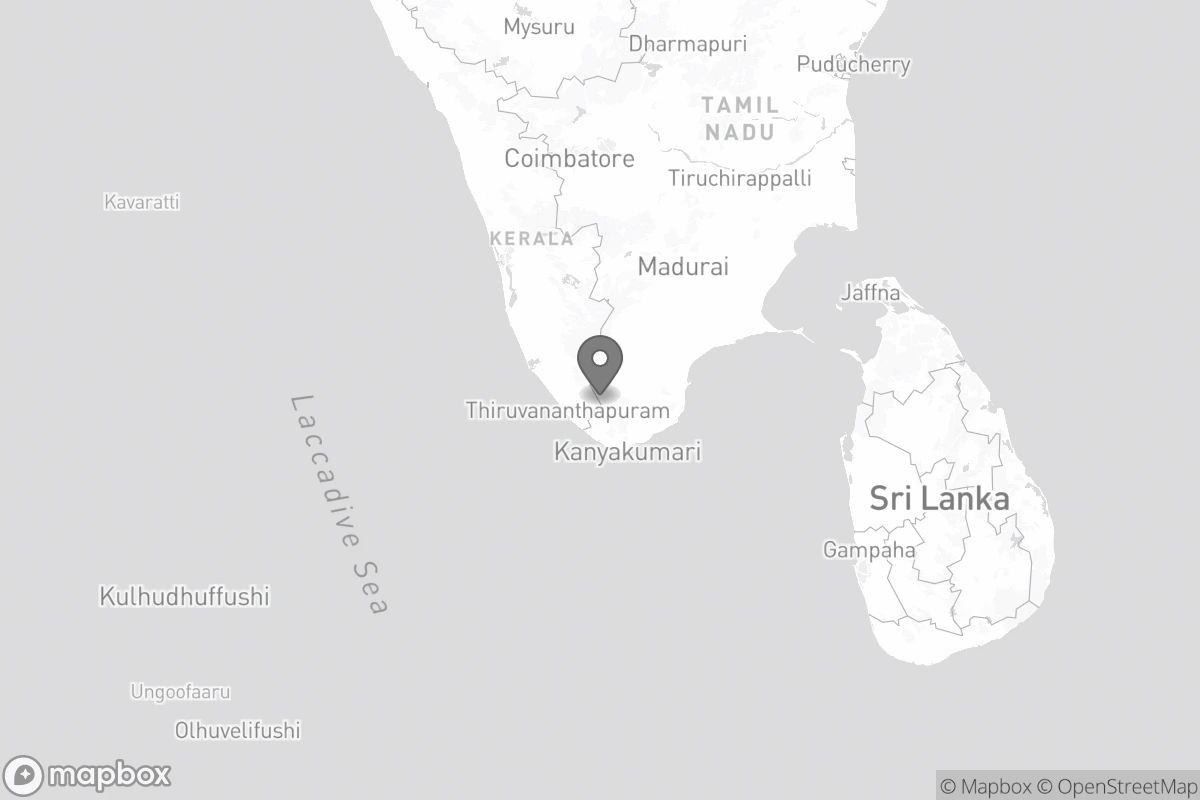 Mysuru
Dharmapuri
Puducherry
TAMIL
NADU
Coimbatore
Tiruchirappalli
Kavaratti
KERALA
Madurai
Jaffna
Thiruvananthapuram
Kanyakumari
Laccadive Sea
Sri Lanka
Gampaha
Kulhudhuffushi
Ungoofaaru
Olhuvelifushi
mapbox
© Mapbox © OpenStreetMap